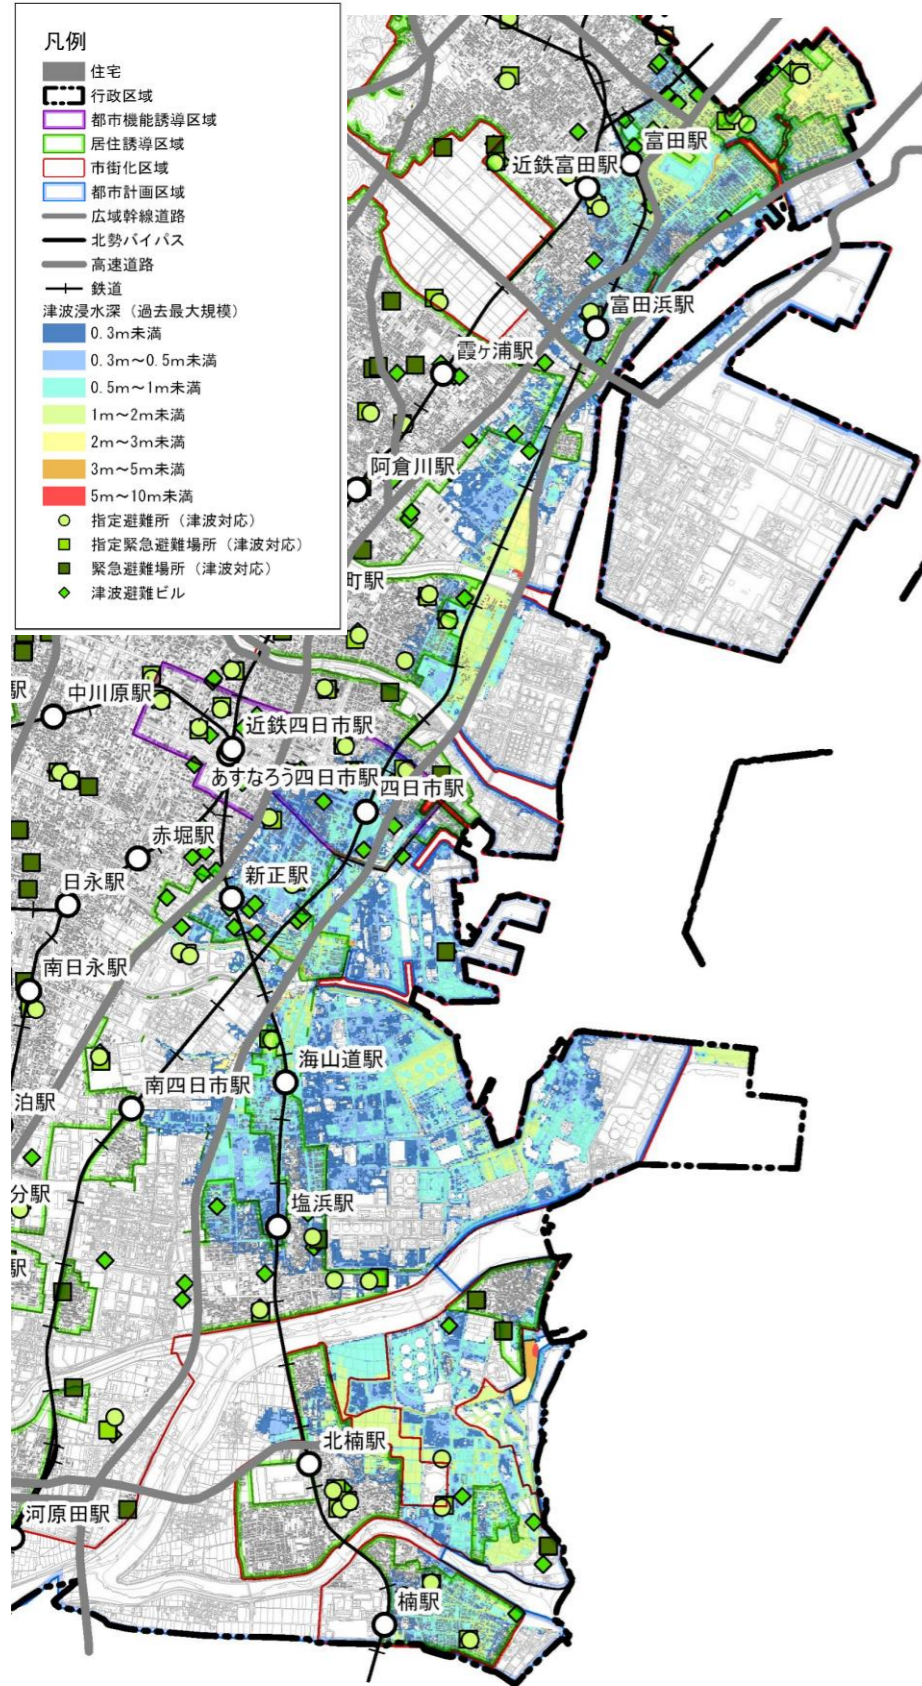 凡例
住宅
行政区域
都市機能誘導区域
居住誘導区域
市街化区域
都市計画区域
広域幹線道路
北勢バイパス
高速道路
鉄道
津波浸水深（過去最大規模）
0.3m未満
0.3m～0.5m未満
0.5m～1m未満
1m～2m未満
2m～3m未満
3m～5m未満
5m～10m未満
指定避難所（津波対応）
指定緊急避難場所（津波対応）
緊急避難場所（津波対応）
津波避難ビル
富田駅
近鉄富田駅
富田浜駅
霞ヶ浦駅
阿倉川駅
町駅
駅
中川原駅
近鉄四日市駅
あすなろう四日市駅
四日市駅
赤堀駅
日永駅
新正駅
南日永駅
海山道駅
泊駅
南四日市駅
分駅
塩浜駅
駅
北楠駅
河原田駅
楠駅